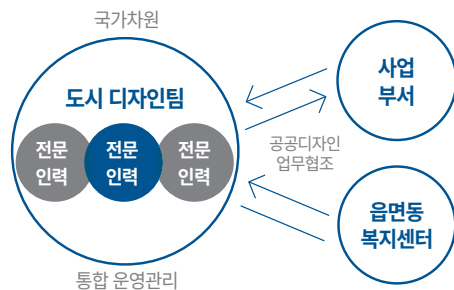 국가차원
도시 디자인팀
전문
인력
전문
인력
전문
인력
통합 운영관리
공공디자인
업무협조
사업
부서
읍면동
복지센터